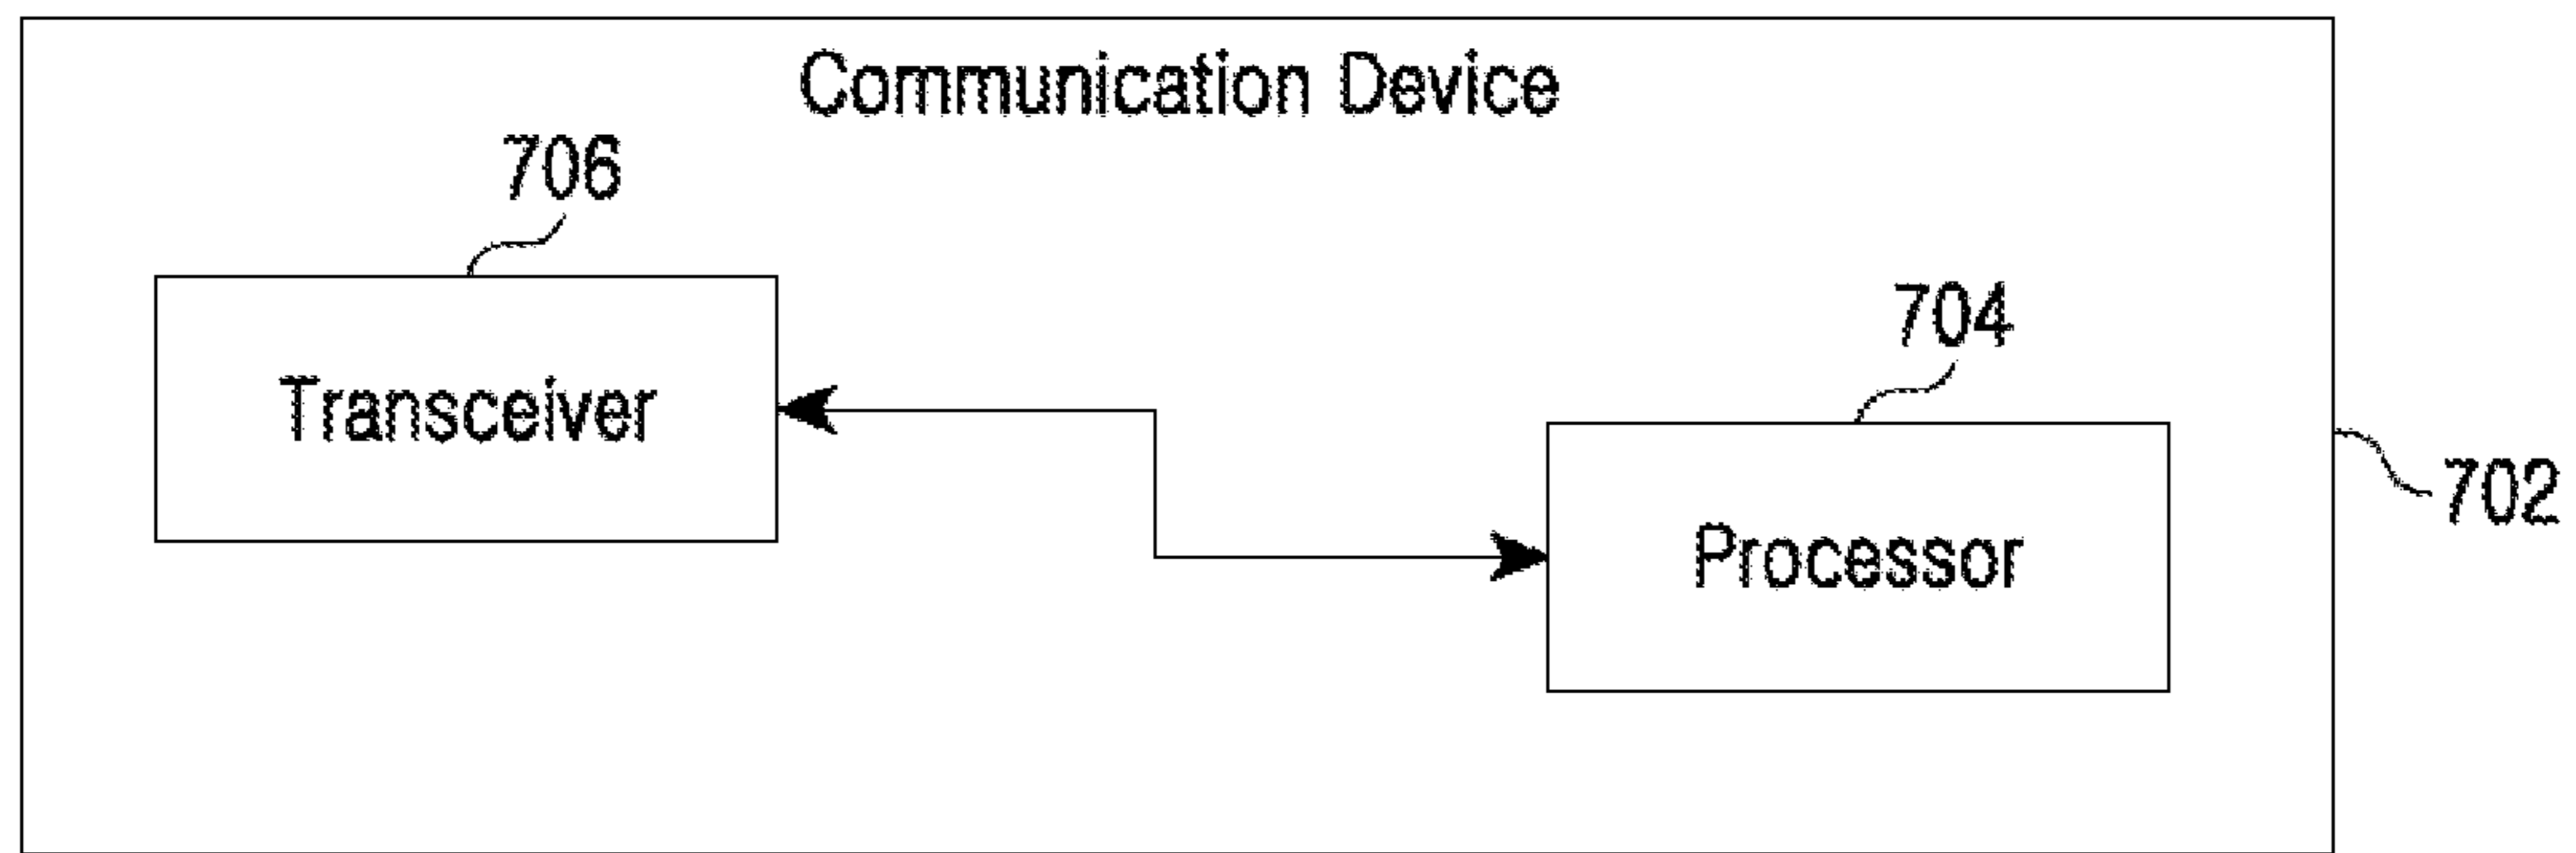 Communication Device
706
704
Transceiver
702
Processor